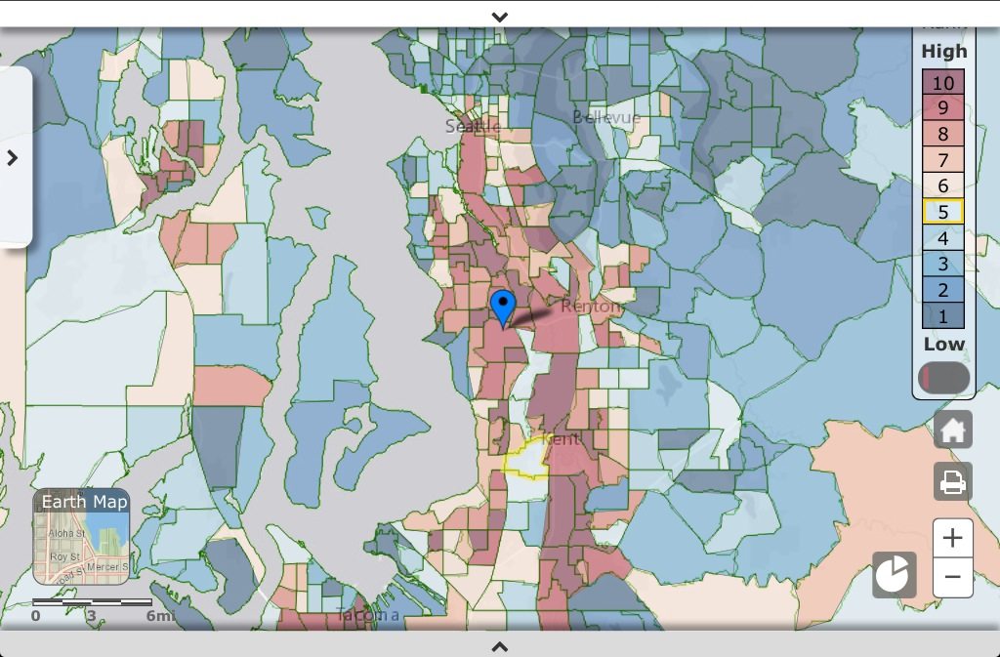 High
10
9
8
7
6
5
4
3
2
1
Low
Seattle
Bellevue
Renton
Kent
Tacoma
Earth Map
Aloha St
Roy St
Mercer S
0 3 6mi